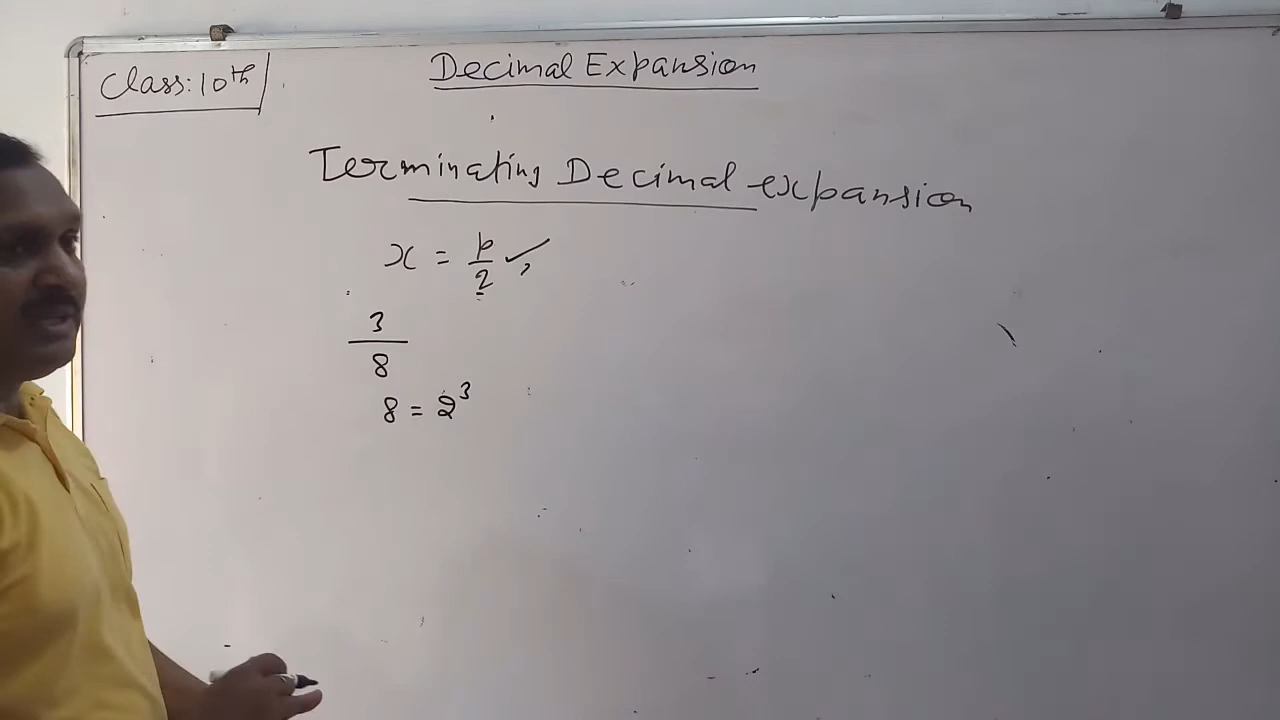 Class: 10th
Decimal Expansion
Terminating Decimal expansion
x = p/2 ✓,
3/8
8 = 2³